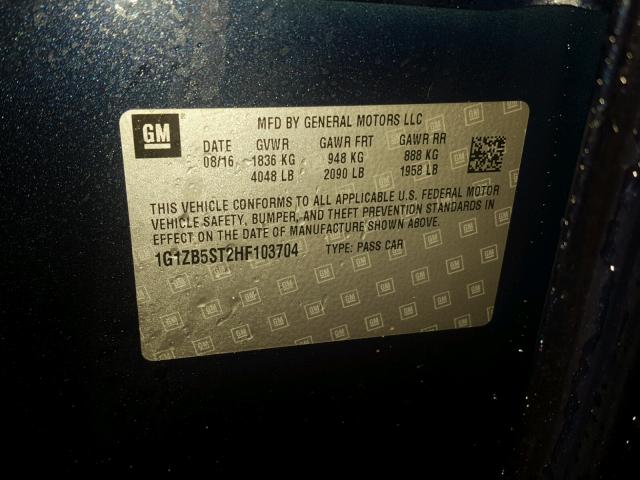 GM
MFD BY GENERAL MOTORS LLC
DATE GVWR GAWR FRT GAWR RR
08/16 1836 KG 948 KG 888 KG
4048 LB 2090 LB 1958 LB
THIS VEHICLE CONFORMS TO ALL APPLICABLE U.S. FEDERAL MOTOR
VEHICLE SAFETY, BUMPER, AND THEFT PREVENTION STANDARDS IN
EFFECT ON THE DATE OF MANUFACTURE SHOWN ABOVE.
1G1ZB5ST2HF103704 TYPE: PASS CAR